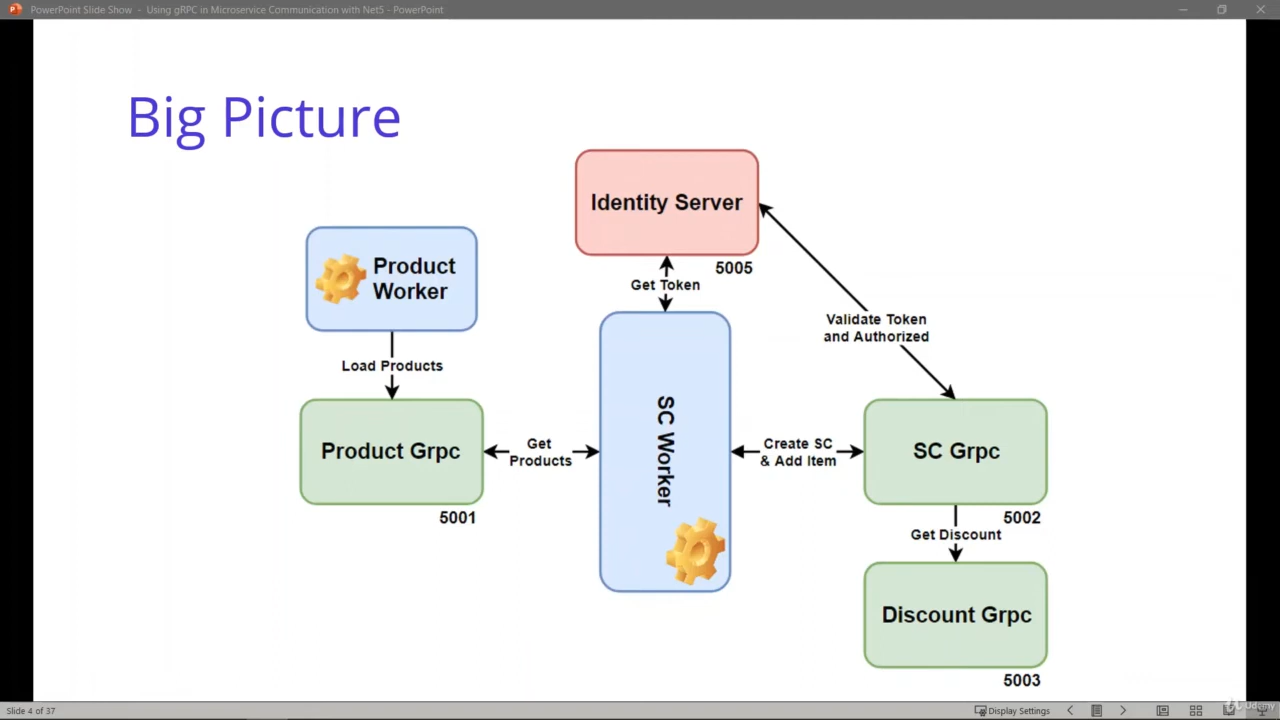 PowerPoint Slide Show - Using gRPC in Microservice Communication with Net5 - PowerPoint
Big Picture
Identity Server
5005
Get Token
Product
Worker
Load Products
Validate Token
and Authorized
Product Grpc
5001
Get
Products
SC Worker
Create SC
& Add Item
SC Grpc
5002
Get Discount
Discount Grpc
5003
Slide 4 of 37
Display Settings
Udemy